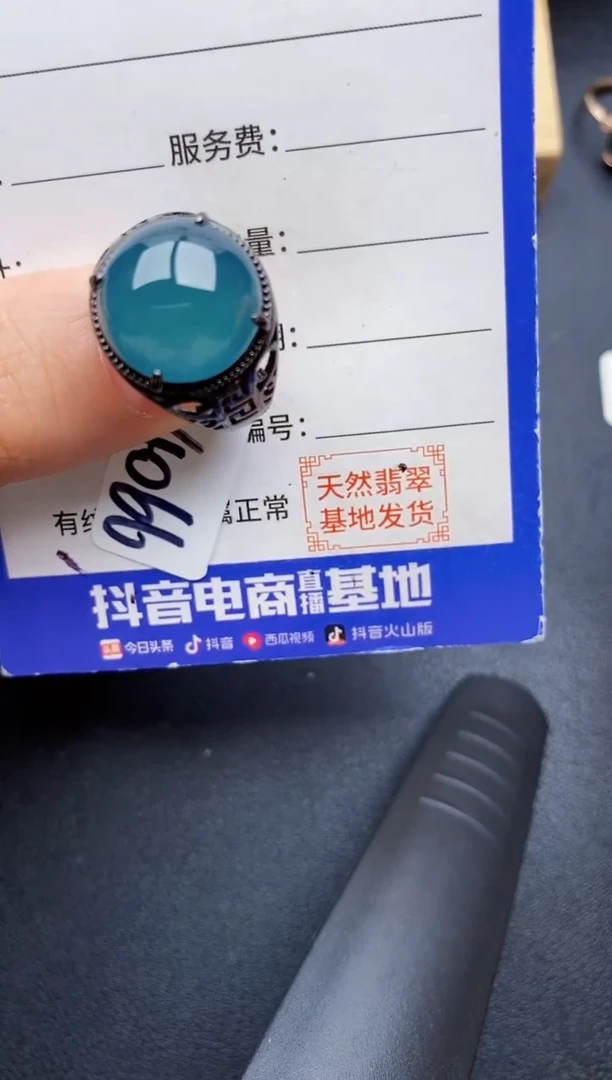 服务费：
量：
编号：
天然翡翠
基地发货
有纹
属正常
抖音电商直播基地
今日头条 抖音 西瓜视频 抖音火山版